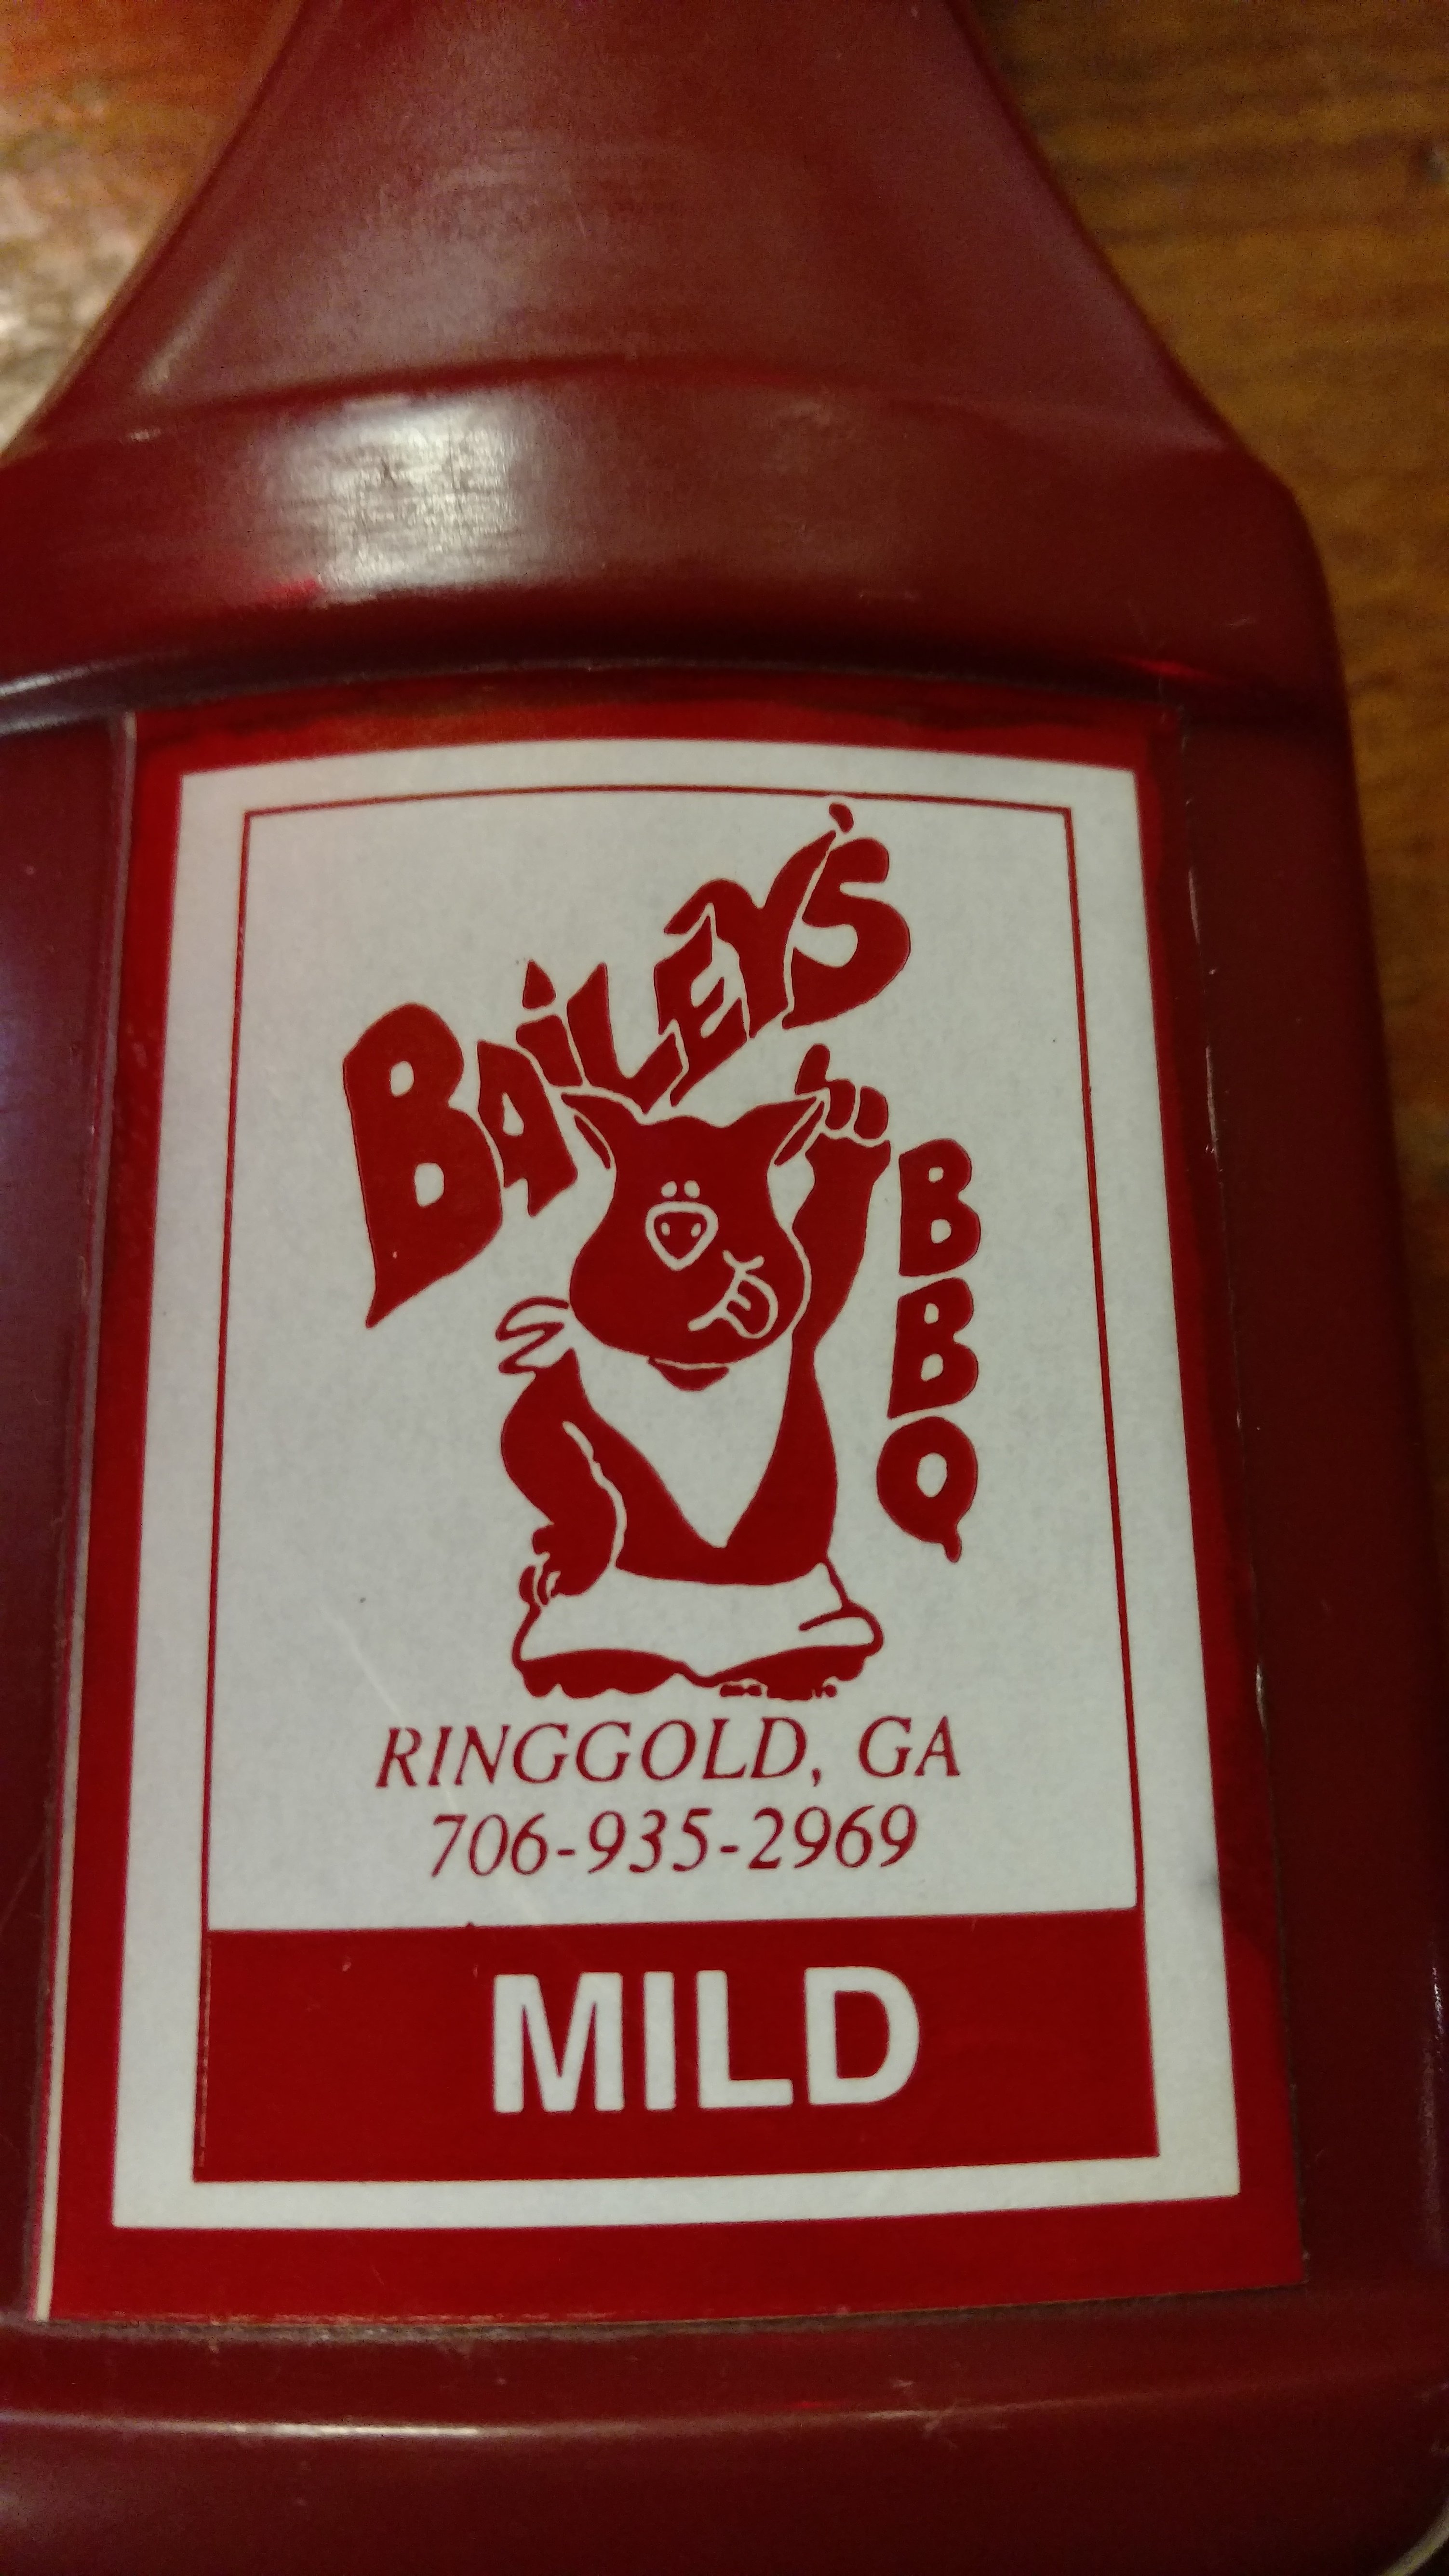 BAiLEY'S
BBQ
RINGGOLD, GA
706-935-2969
MILD